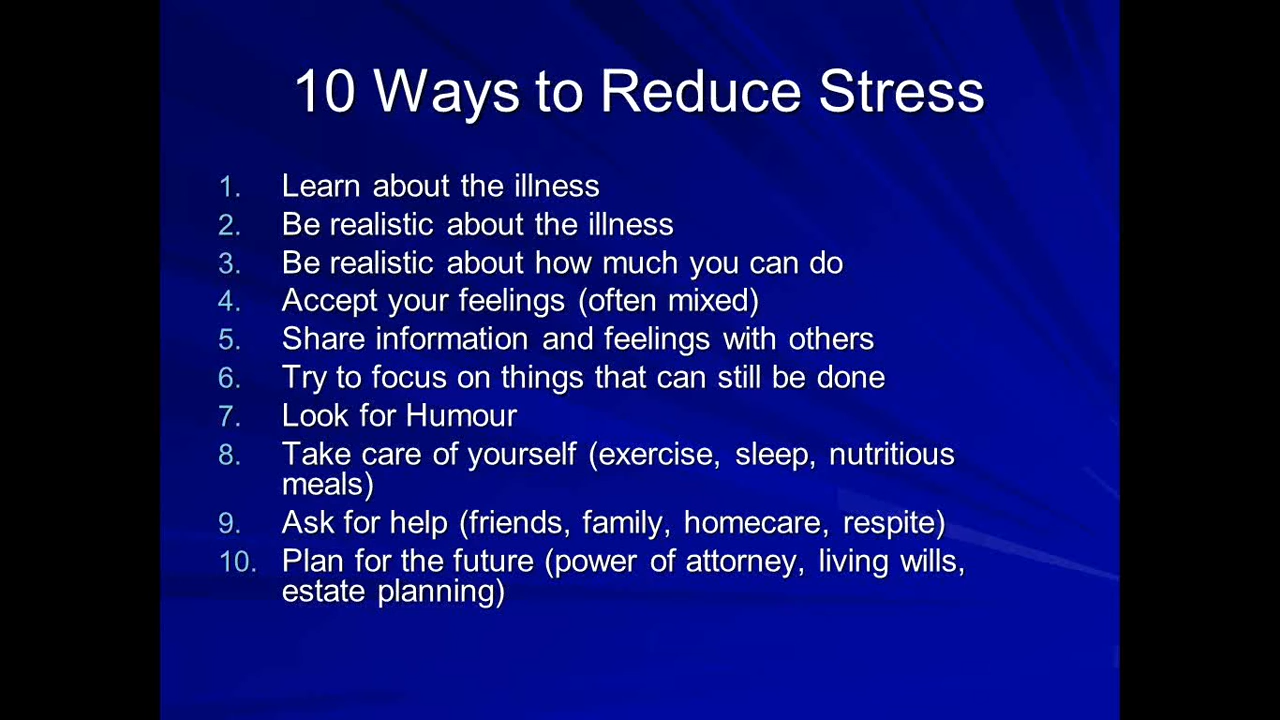 10 Ways to Reduce Stress
1. Learn about the illness
2. Be realistic about the illness
3. Be realistic about how much you can do
4. Accept your feelings (often mixed)
5. Share information and feelings with others
6. Try to focus on things that can still be done
7. Look for Humour
8. Take care of yourself (exercise, sleep, nutritious
meals)
9. Ask for help (friends, family, homecare, respite)
10. Plan for the future (power of attorney, living wills,
estate planning)